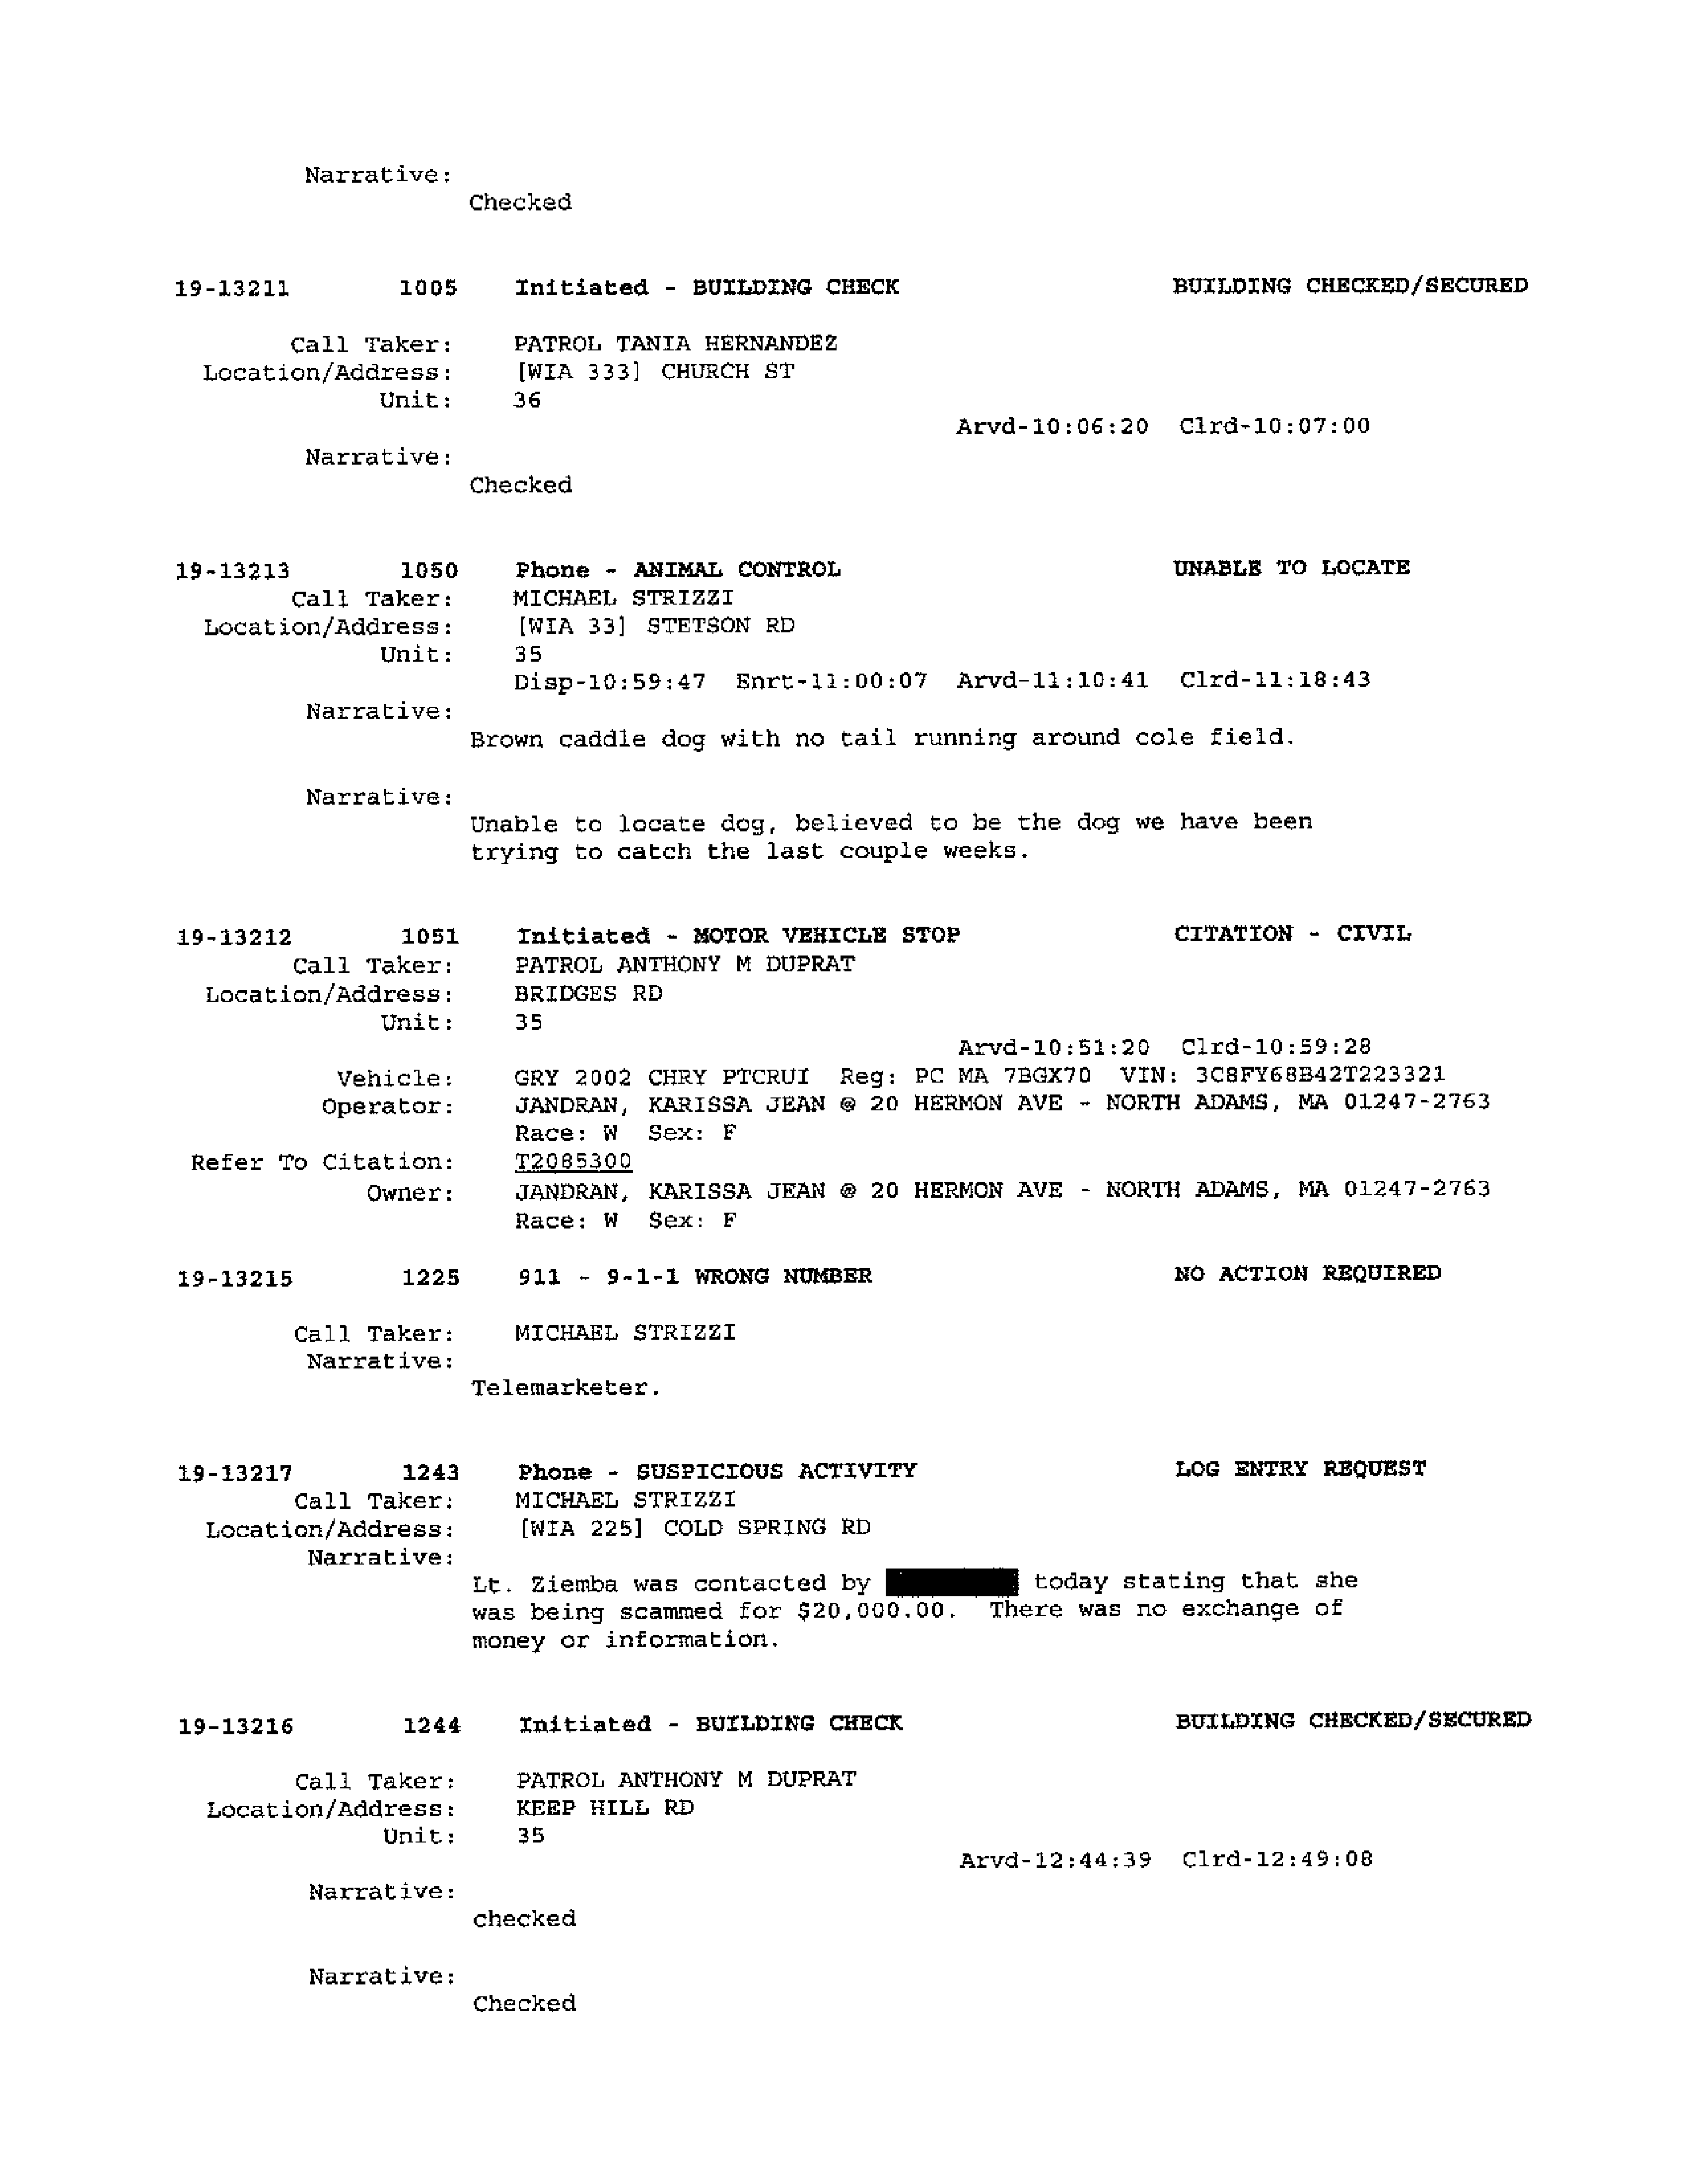 Narrative:
Checked
19-13211 1005 Initiated - BUILDING CHECK BUILDING CHECKED/SECURED
Call Taker: PATROL TANIA HERNANDEZ
Location/Address: [WIA 333] CHURCH ST
Unit: 36
Arvd-10:06:20 Clrd-10:07:00
Narrative:
Checked
19-13213 1050 Phone - ANIMAL CONTROL UNABLE TO LOCATE
Call Taker: MICHAEL STRIZZI
Location/Address: [WIA 33] STETSON RD
Unit: 35
Disp-10:59:47 Enrt-11:00:07 Arvd-11:10:41 Clrd-11:18:43
Narrative:
Brown caddle dog with no tail running around cole field.
Narrative:
Unable to locate dog, believed to be the dog we have been
trying to catch the last couple weeks.
19-13212 1051 Initiated - MOTOR VEHICLE STOP CITATION - CIVIL
Call Taker: PATROL ANTHONY M DUPRAT
Location/Address: BRIDGES RD
Unit: 35
Arvd-10:51:20 Clrd-10:59:28
Vehicle: GRY 2002 CHRY PTCRUI Reg: PC MA 7BGX70 VIN: 3C8FY68B42T223321
Operator: JANDRAN, KARISSA JEAN @ 20 HERMON AVE - NORTH ADAMS, MA 01247-2763
Race: W Sex: F
Refer To Citation: T2085300
Owner: JANDRAN, KARISSA JEAN @ 20 HERMON AVE - NORTH ADAMS, MA 01247-2763
Race: W Sex: F
19-13215 1225 911 - 9-1-1 WRONG NUMBER NO ACTION REQUIRED
Call Taker: MICHAEL STRIZZI
Narrative:
Telemarketer.
19-13217 1243 Phone - SUSPICIOUS ACTIVITY LOG ENTRY REQUEST
Call Taker: MICHAEL STRIZZI
Location/Address: [WIA 225] COLD SPRING RD
Narrative:
Lt. Ziemba was contacted by today stating that she
was being scammed for $20,000.00. There was no exchange of
money or information.
19-13216 1244 Initiated - BUILDING CHECK BUILDING CHECKED/SECURED
Call Taker: PATROL ANTHONY M DUPRAT
Location/Address: KEEP HILL RD
Unit: 35
Arvd-12:44:39 Clrd-12:49:08
Narrative:
checked
Narrative:
Checked